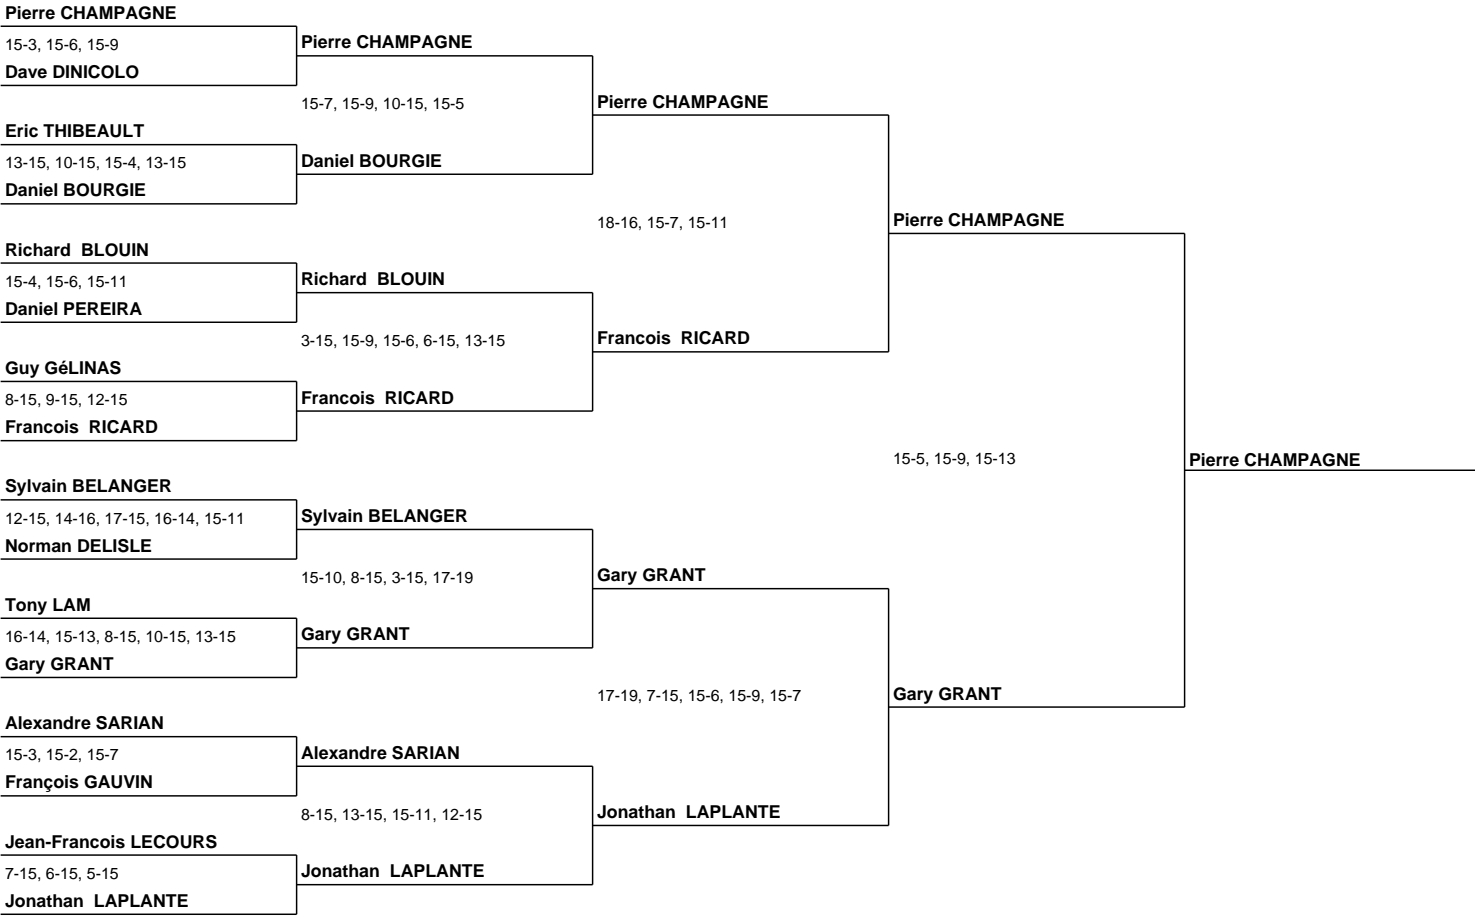 Pierre CHAMPAGNE
15-3, 15-6, 15-9
Dave DINICOLO
Eric THIBEAULT
13-15, 10-15, 15-4, 13-15
Daniel BOURGIE
Richard  BLOUIN
15-4, 15-6, 15-11
Daniel PEREIRA
Guy GéLINAS
8-15, 9-15, 12-15
Francois  RICARD
Sylvain BELANGER
12-15, 14-16, 17-15, 16-14, 15-11
Norman DELISLE
Tony LAM
16-14, 15-13, 8-15, 10-15, 13-15
Gary GRANT
Alexandre SARIAN
15-3, 15-2, 15-7
François GAUVIN
Jean-Francois LECOURS
7-15, 6-15, 5-15
Jonathan  LAPLANTE
Pierre CHAMPAGNE
15-7, 15-9, 10-15, 15-5
Daniel BOURGIE
Richard  BLOUIN
3-15, 15-9, 15-6, 6-15, 13-15
Francois  RICARD
Sylvain BELANGER
15-10, 8-15, 3-15, 17-19
Gary GRANT
Alexandre SARIAN
8-15, 13-15, 15-11, 12-15
Jonathan  LAPLANTE
Pierre CHAMPAGNE
18-16, 15-7, 15-11
Francois  RICARD
Gary GRANT
17-19, 7-15, 15-6, 15-9, 15-7
Jonathan  LAPLANTE
Pierre CHAMPAGNE
15-5, 15-9, 15-13
Gary GRANT
Pierre CHAMPAGNE